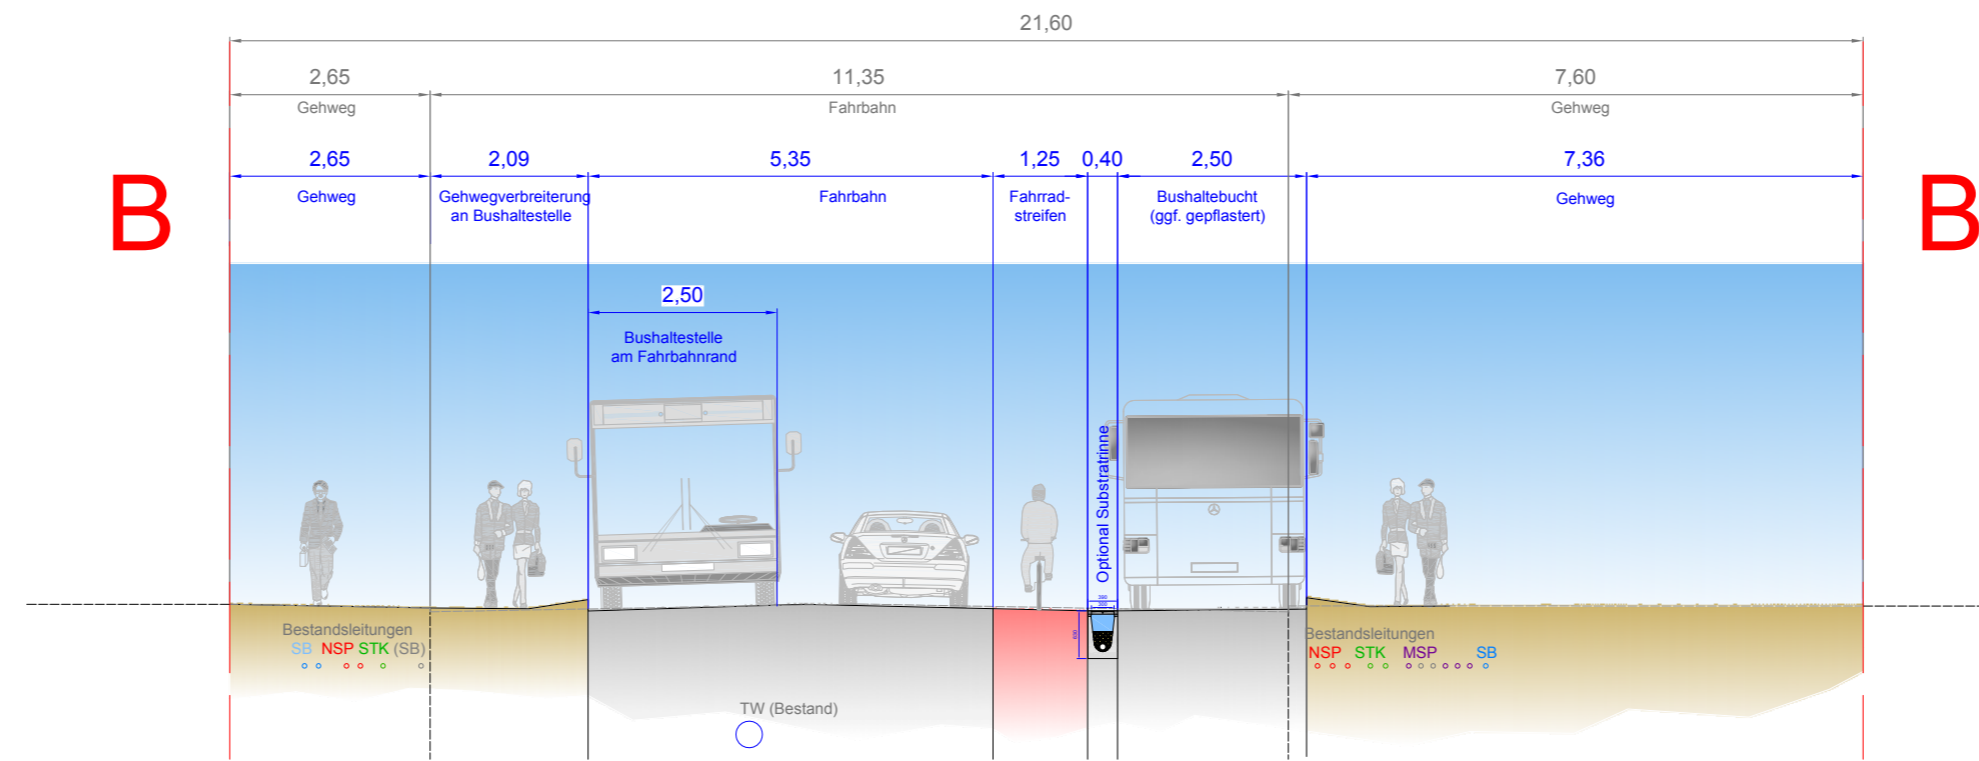 21,60
2,65 11,35 7,60
Gehweg Fahrbahn Gehweg
2,65 2,09 5,35 1,25 0,40 2,50 7,36
Gehweg Gehwegverbreiterung Fahrbahn Fahrrad- Bushaltebucht Gehweg
an Bushaltestelle streifen (ggf. gepflastert)
B B
2,50
Bushaltestelle
am Fahrbahnrand
Optional Substratrinne
Bestandsleitungen
SB NSP STK (SB)
Bestandsleitungen
NSP STK MSP SB
TW (Bestand)